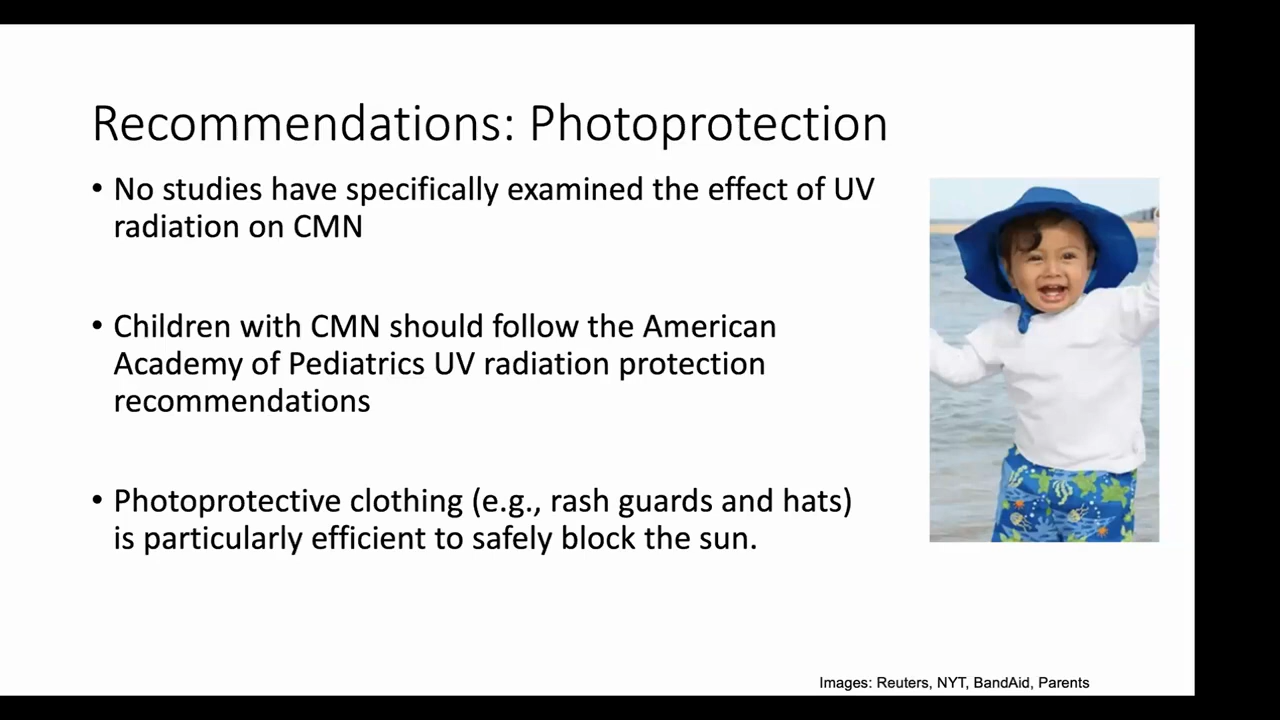 Recommendations: Photoprotection
• No studies have specifically examined the effect of UV
radiation on CMN
• Children with CMN should follow the American
Academy of Pediatrics UV radiation protection
recommendations
• Photoprotective clothing (e.g., rash guards and hats)
is particularly efficient to safely block the sun.
Images: Reuters, NYT, BandAid, Parents